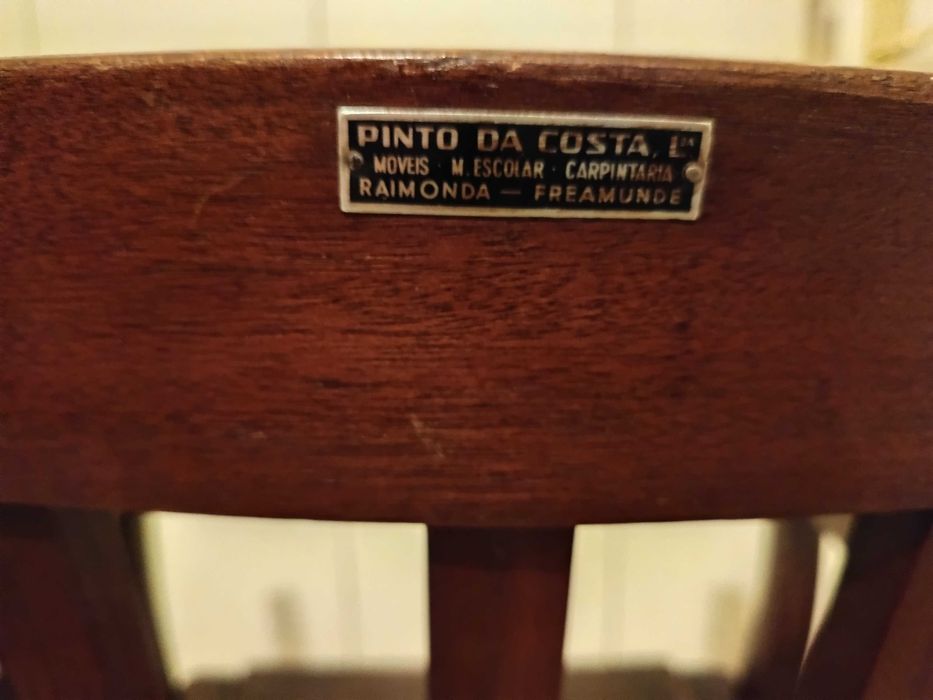 PINTO DA COSTA, Lda
MOVEIS · M. ESCOLAR · CARPINTARIA
RAIMONDA — FREAMUNDE